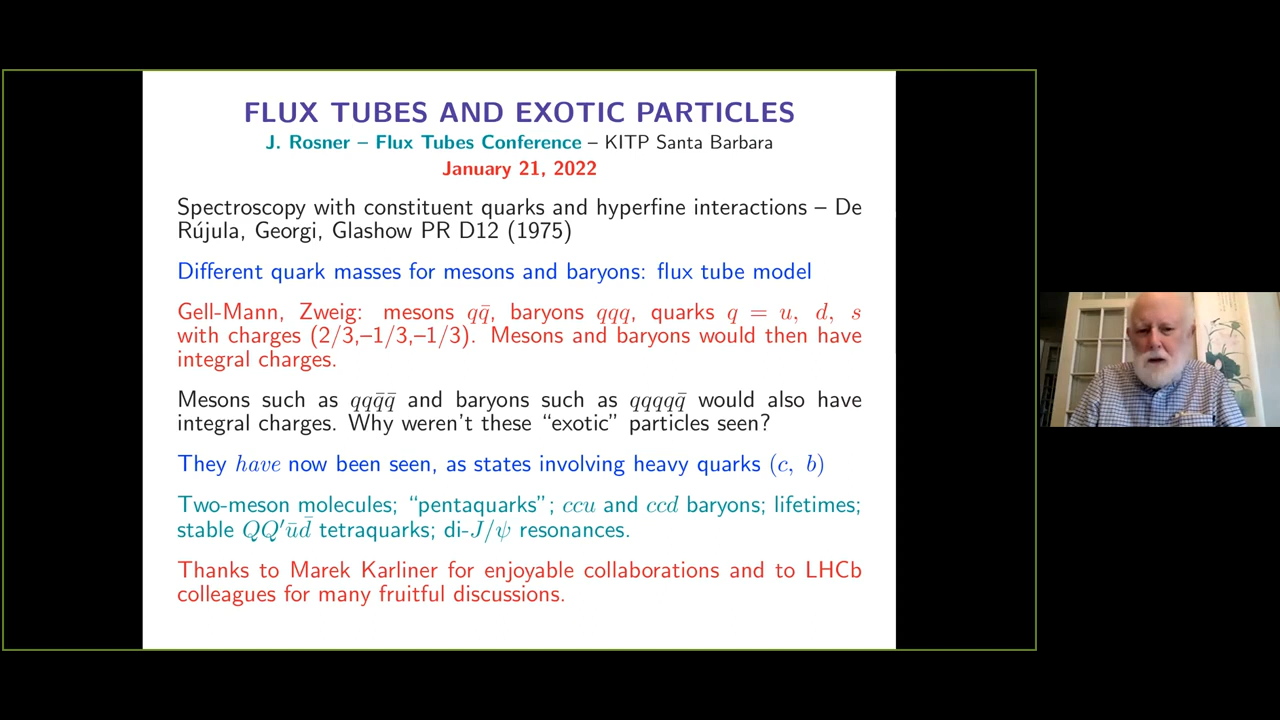 FLUX TUBES AND EXOTIC PARTICLES
J. Rosner – Flux Tubes Conference – KITP Santa Barbara
January 21, 2022
Spectroscopy with constituent quarks and hyperfine interactions – De
Rújula, Georgi, Glashow PR D12 (1975)
Different quark masses for mesons and baryons: flux tube model
Gell-Mann, Zweig: mesons qq̄, baryons qqq, quarks q = u, d, s
with charges (2/3,–1/3,–1/3). Mesons and baryons would then have
integral charges.
Mesons such as qqq̄q̄ and baryons such as qqqqq̄ would also have
integral charges. Why weren't these “exotic” particles seen?
They have now been seen, as states involving heavy quarks (c, b)
Two-meson molecules; “pentaquarks”; ccu and ccd baryons; lifetimes;
stable QQ′ūd̄ tetraquarks; di-J/ψ resonances.
Thanks to Marek Karliner for enjoyable collaborations and to LHCb
colleagues for many fruitful discussions.